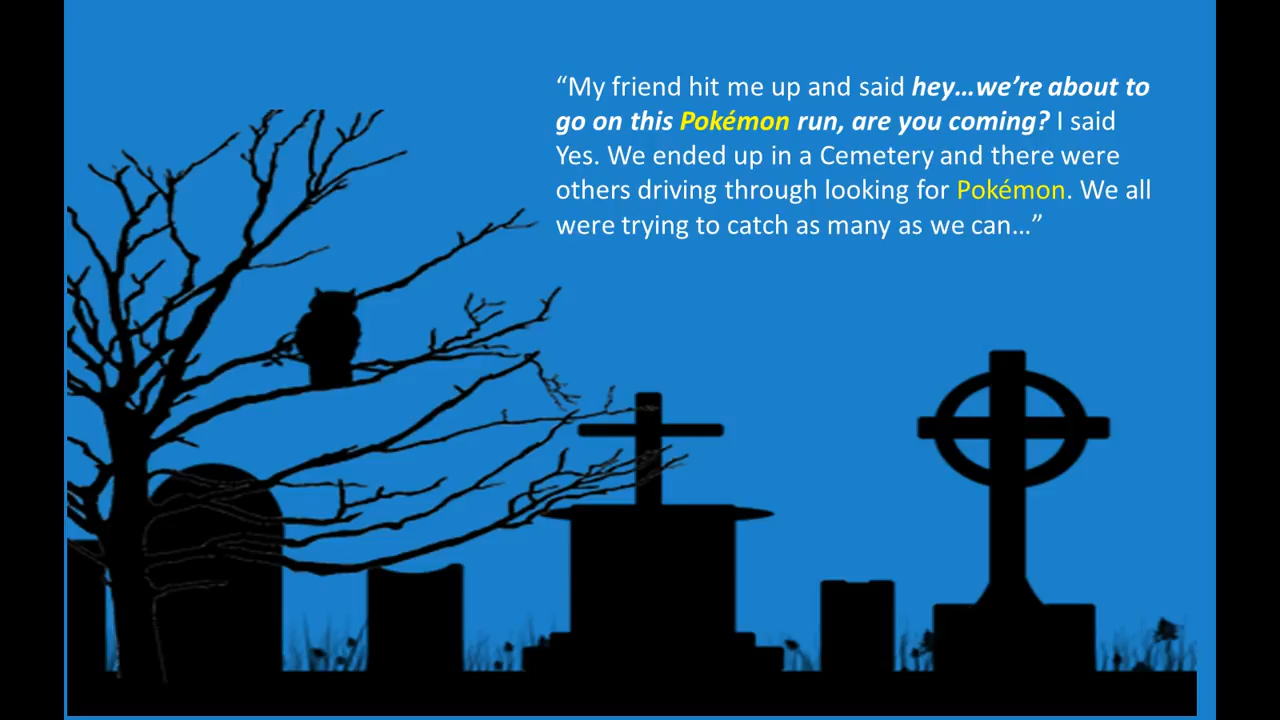 “My friend hit me up and said hey…we’re about to
go on this Pokémon run, are you coming? I said
Yes. We ended up in a Cemetery and there were
others driving through looking for Pokémon. We all
were trying to catch as many as we can…”